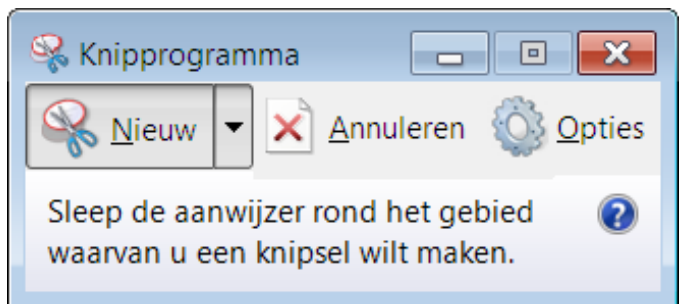 Knipprogramma
Nieuw Annuleren Opties
Sleep de aanwijzer rond het gebied
waarvan u een knipsel wilt maken.